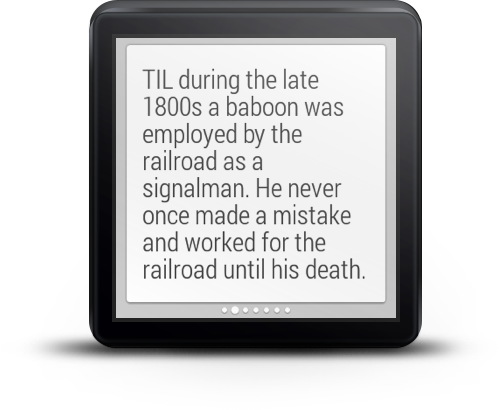 TIL during the late
1800s a baboon was
employed by the
railroad as a
signalman. He never
once made a mistake
and worked for the
railroad until his death.